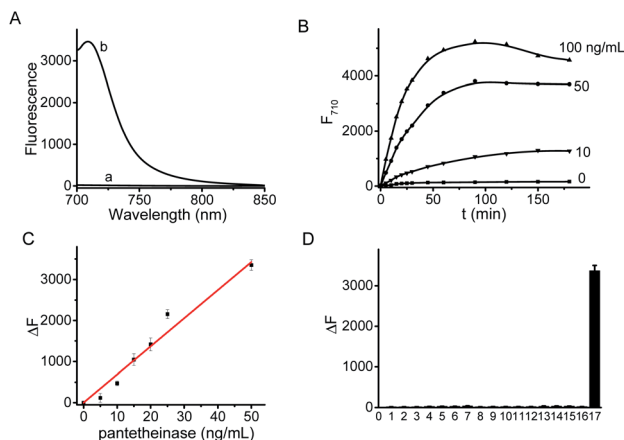 A
b
a
Fluorescence
3000
2000
1000
0
700 750 800 850
Wavelength (nm)
B
100 ng/mL
50
10
0
F710
4000
2000
0
0 50 100 150
t (min)
C
ΔF
3000
2000
1000
0
0 10 20 30 40 50
pantetheinase (ng/mL)
D
ΔF
3000
2000
1000
0
0 1 2 3 4 5 6 7 8 9 10 11 12 13 14 15 16 17